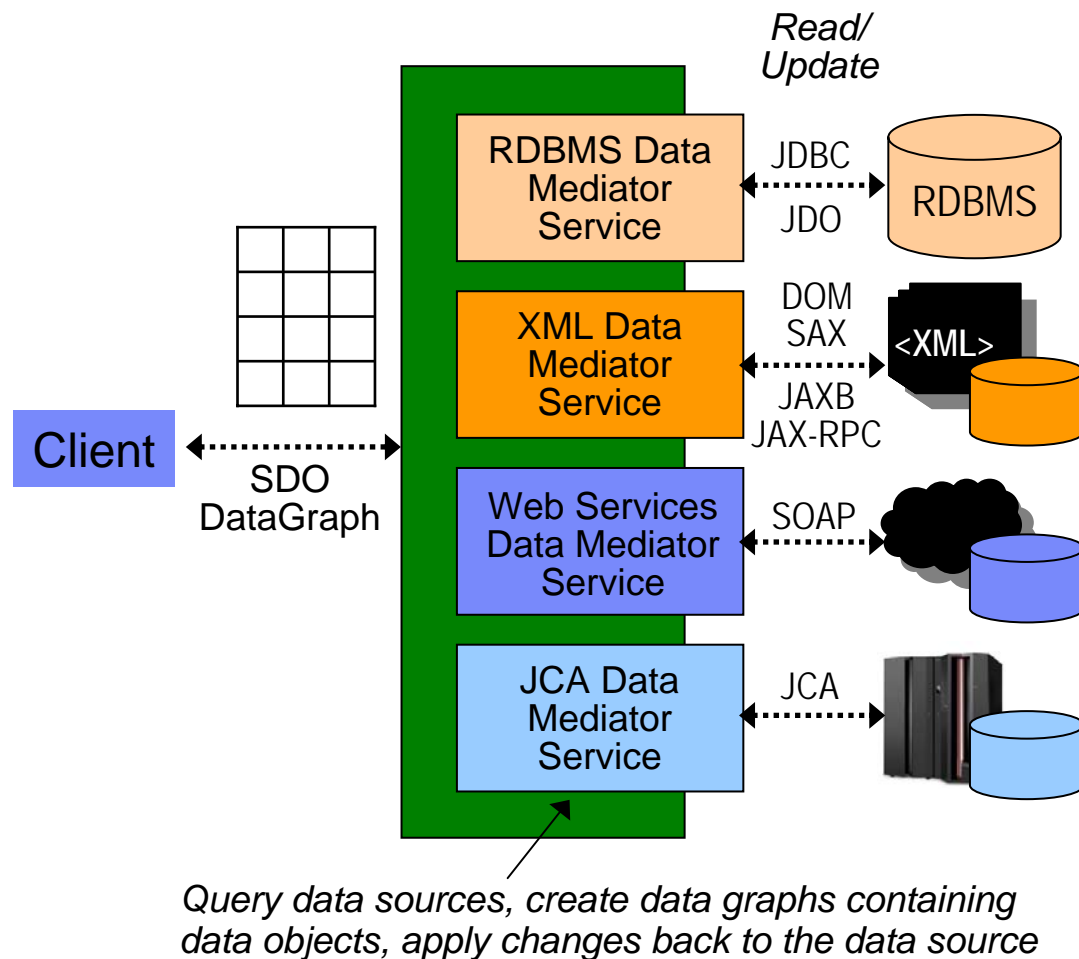 Read/
Update
RDBMS Data
Mediator
Service
JDBC
JDO
RDBMS
XML Data
Mediator
Service
DOM
SAX
JAXB
JAX-RPC
<XML>
Client
SDO
DataGraph
Web Services
Data Mediator
Service
SOAP
JCA Data
Mediator
Service
JCA
Query data sources, create data graphs containing
data objects, apply changes back to the data source